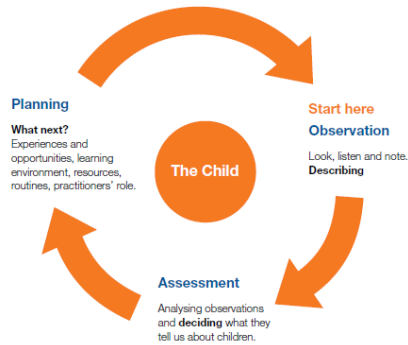 Planning
What next?
Experiences and
opportunities, learning
environment, resources,
routines, practitioners' role.
The Child
Start here
Observation
Look, listen and note.
Describing
Assessment
Analysing observations
and deciding what they
tell us about children.